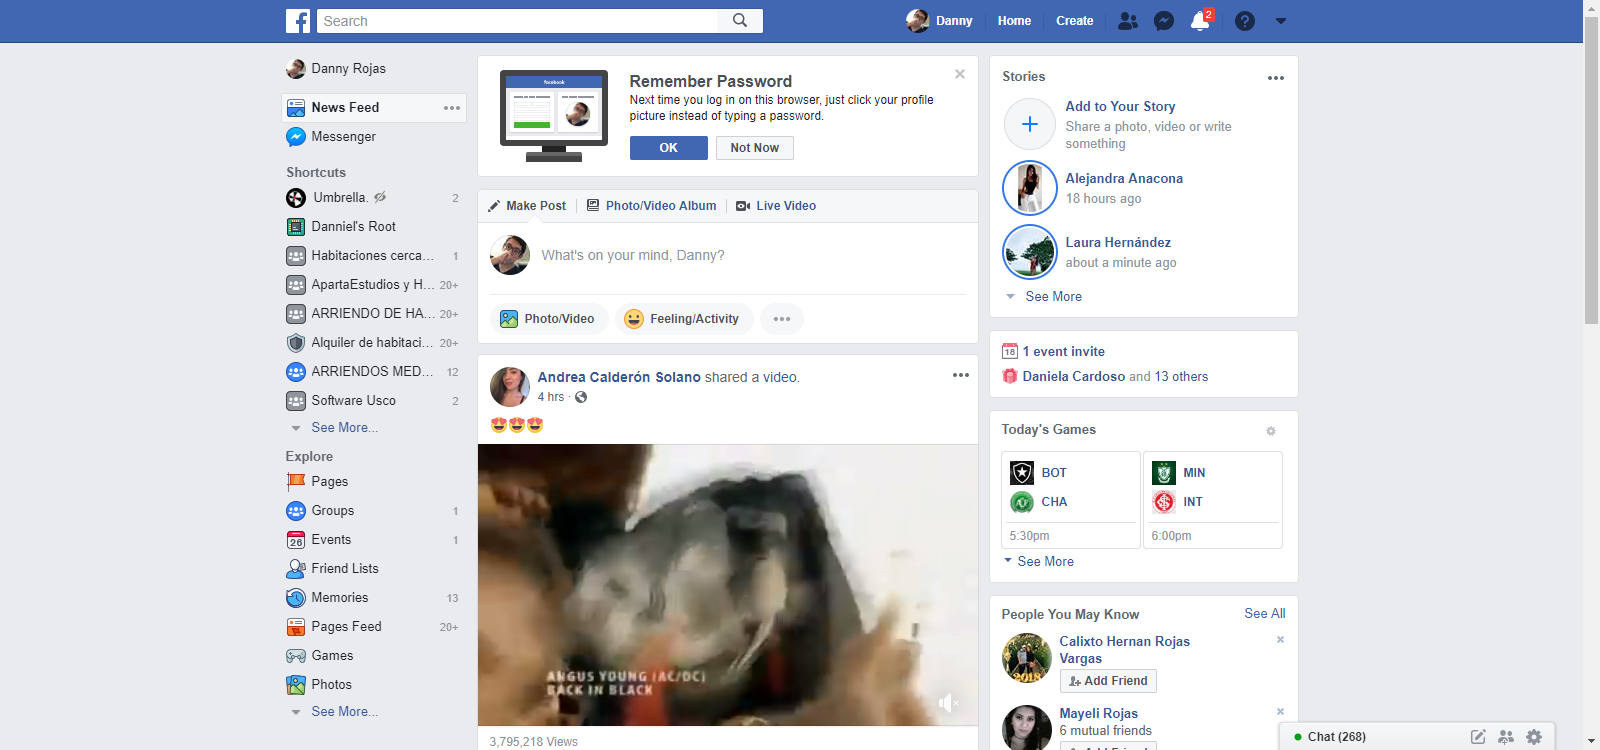 Search
Danny
Home
Create
2
Danny Rojas
News Feed
Messenger
Shortcuts
Umbrella. 2
Danniel's Root
Habitaciones cerca... 1
ApartaEstudios y H... 20+
ARRIENDO DE HA... 20+
Alquiler de habitaci... 20+
ARRIENDOS MED... 12
Software Usco 2
See More...
Explore
Pages
Groups 1
26
Events 1
Friend Lists
Memories 13
Pages Feed 20+
Games
Photos
See More...
facebook
Remember Password
Next time you log in on this browser, just click your profile
picture instead of typing a password.
OK
Not Now
Make Post
Photo/Video Album
Live Video
What's on your mind, Danny?
Photo/Video
Feeling/Activity
Andrea Calderón Solano shared a video.
4 hrs ·
😍😍😍
ANGUS YOUNG (AC/DC)
BACK IN BLACK
3,795,218 Views
Stories
Add to Your Story
Share a photo, video or write
something
Alejandra Anacona
18 hours ago
Laura Hernández
about a minute ago
See More
18
1 event invite
Daniela Cardoso and 13 others
Today's Games
BOT
CHA
5:30pm
MIN
INT
6:00pm
See More
People You May Know
See All
Calixto Hernan Rojas
Vargas
Add Friend
Mayeli Rojas
6 mutual friends
Chat (268)